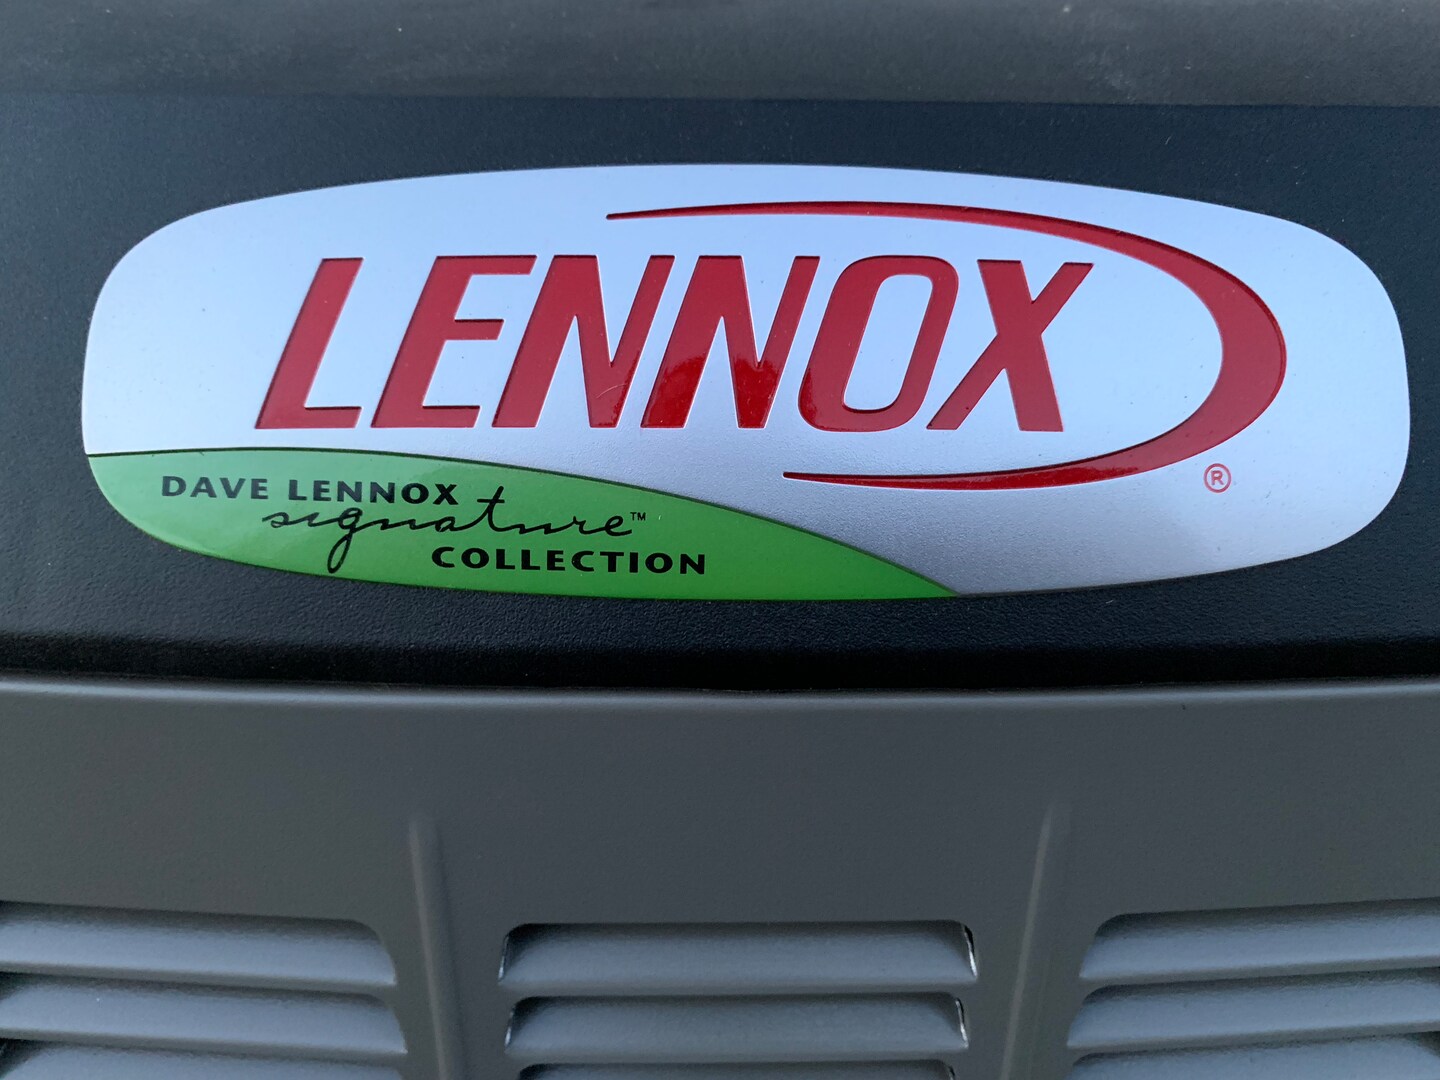 LENNOX
®
DAVE LENNOX
signature™
COLLECTION